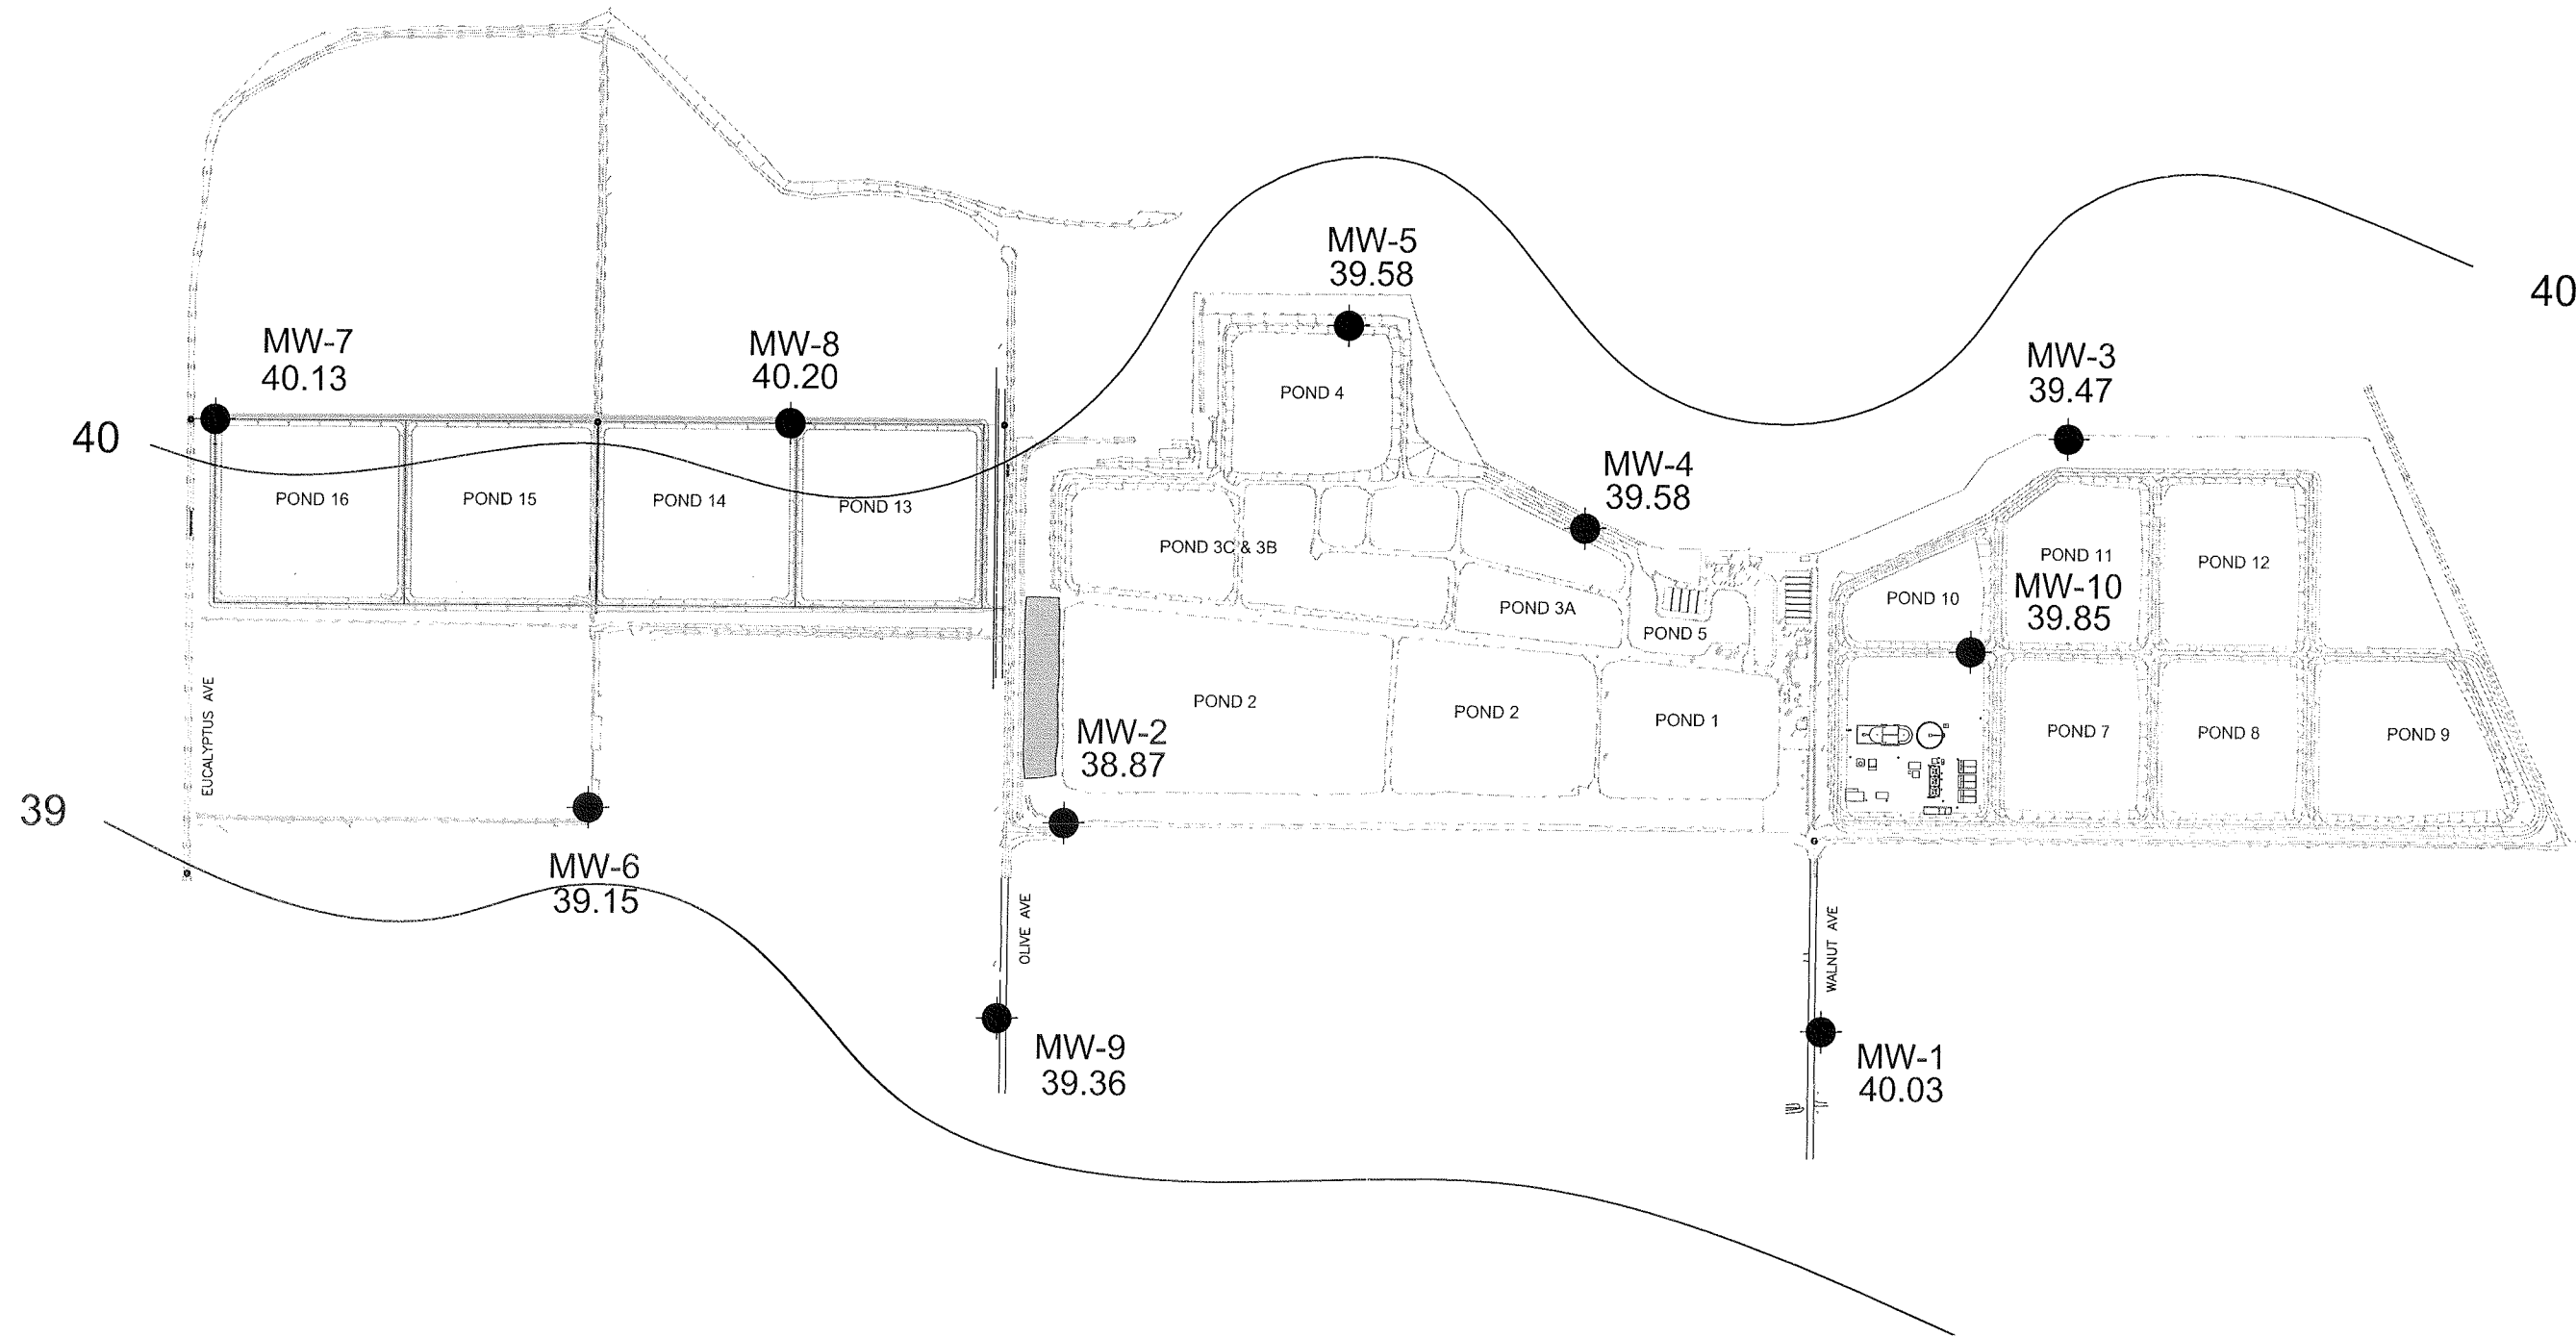 MW-5
39.58
40
MW-7
40.13
MW-8
40.20
MW-3
39.47
40
POND 4
MW-4
39.58
POND 16
POND 15
POND 14
POND 13
POND 3C & 3B
POND 11
POND 12
MW-10
39.85
POND 10
POND 3A
POND 5
EUCALYPTUS AVE
POND 2
POND 2
POND 1
POND 7
POND 8
POND 9
MW-2
38.87
39
MW-6
39.15
OLIVE AVE
WALNUT AVE
MW-9
39.36
MW-1
40.03